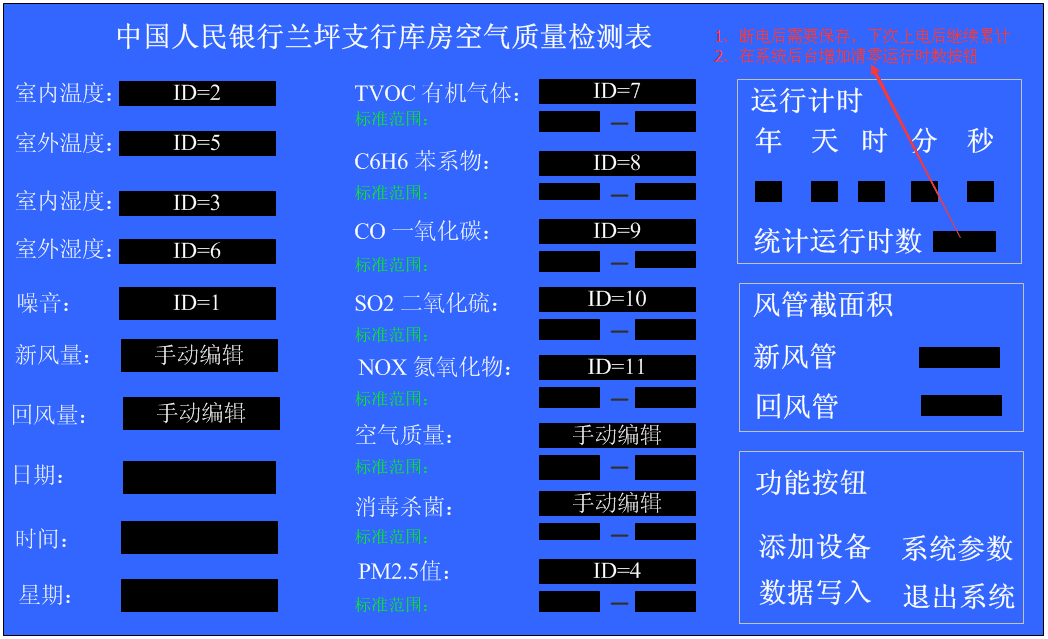 中国人民银行兰坪支行库房空气质量检测表
室内温度： ID=2
室外温度： ID=5
室内湿度： ID=3
室外湿度： ID=6
噪音： ID=1
新风量： 手动编辑
回风量： 手动编辑
日期：
时间：
星期：
TVOC 有机气体： ID=7
标准范围： —
C6H6 苯系物： ID=8
标准范围： —
CO 一氧化碳： ID=9
标准范围： —
SO2 二氧化硫： ID=10
标准范围： —
NOX 氮氧化物： ID=11
标准范围： —
空气质量： 手动编辑
标准范围： —
消毒杀菌： 手动编辑
标准范围： —
PM2.5值： ID=4
标准范围： —
1、断电后需要保存，下次上电后继续累计
2、在系统后台增加清零运行时数按钮
运行计时
年 天 时 分 秒
统计运行时数
风管截面积
新风管
回风管
功能按钮
添加设备 系统参数
数据写入 退出系统